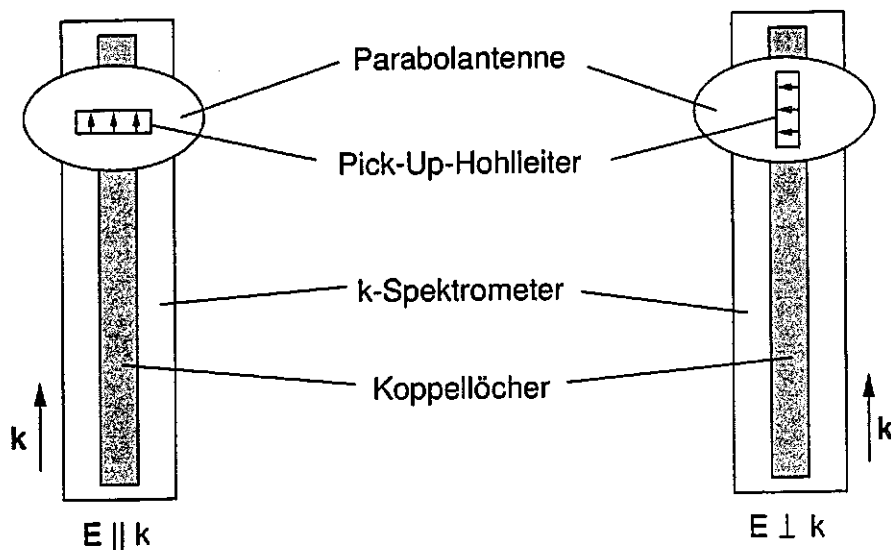 Parabolantenne
Pick-Up-Hohlleiter
k-Spektrometer
Koppellöcher
k
k
E || k
E ⊥ k